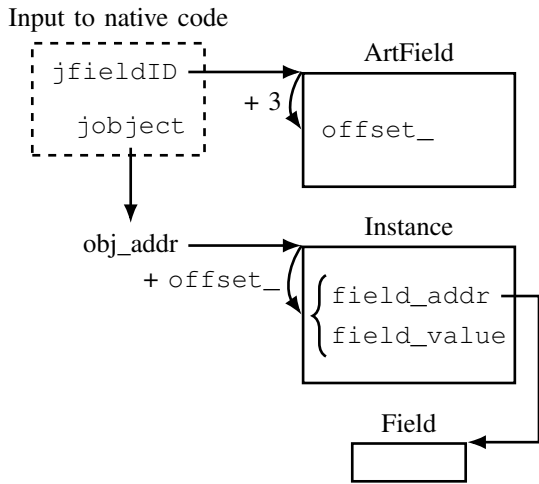 Input to native code
ArtField
jfieldID
+ 3
jobject
offset_
Instance
obj_addr
+ offset_
field_addr
field_value
Field